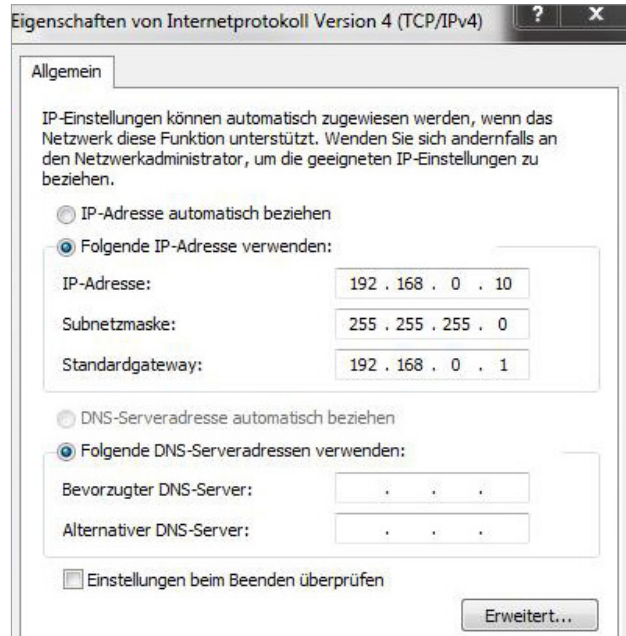 Eigenschaften von Internetprotokoll Version 4 (TCP/IPv4)
? x
Allgemein
IP-Einstellungen können automatisch zugewiesen werden, wenn das
Netzwerk diese Funktion unterstützt. Wenden Sie sich andernfalls an
den Netzwerkadministrator, um die geeigneten IP-Einstellungen zu
beziehen.
IP-Adresse automatisch beziehen
Folgende IP-Adresse verwenden:
IP-Adresse: 192 . 168 . 0 . 10
Subnetzmaske: 255 . 255 . 255 . 0
Standardgateway: 192 . 168 . 0 . 1
DNS-Serveradresse automatisch beziehen
Folgende DNS-Serveradressen verwenden:
Bevorzugter DNS-Server: . . .
Alternativer DNS-Server: . . .
Einstellungen beim Beenden überprüfen
Erweitert...